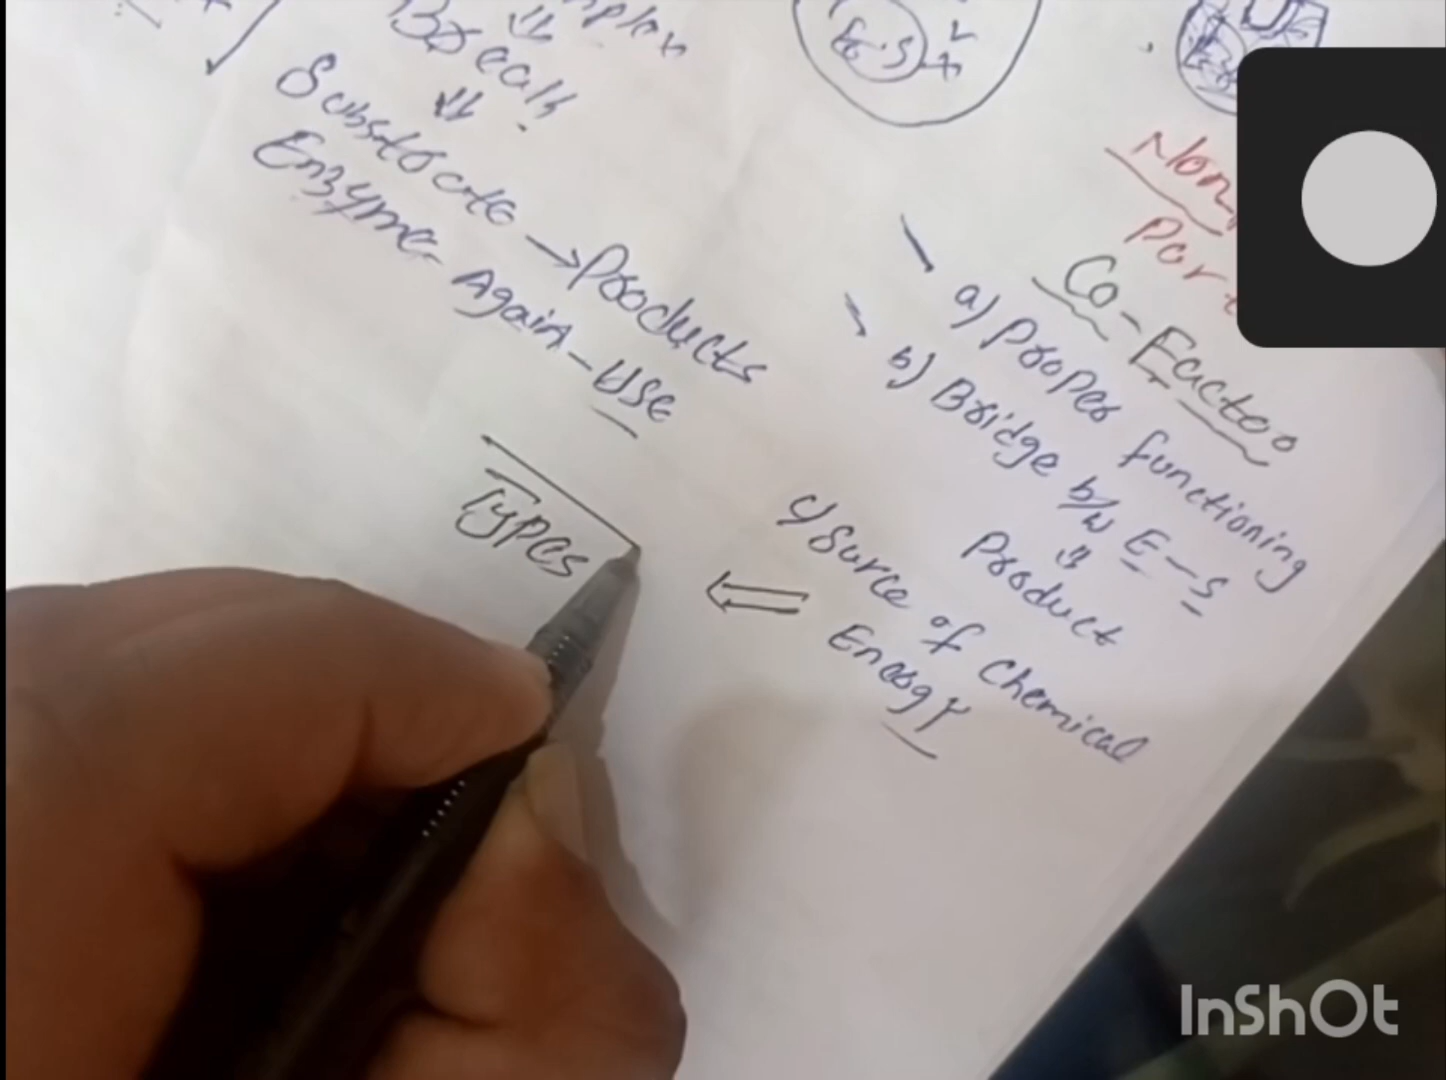 Break
Substrate → Products
Enzyme Again-Use
Types
E-S
Non
Par
Co-Factor
a) Proper functioning
b) Bridge b/w E-S
Product
c) Surce of Chemical
Energy
InShOt